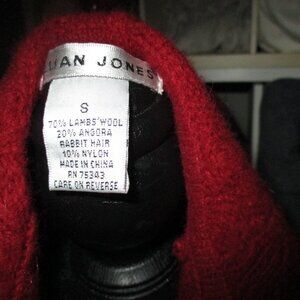 JONES
S
70% LAMBS' WOOL
20% ANGORA
RABBIT HAIR
10% NYLON
MADE IN CHINA
RN 75343
CARE ON REVERSE